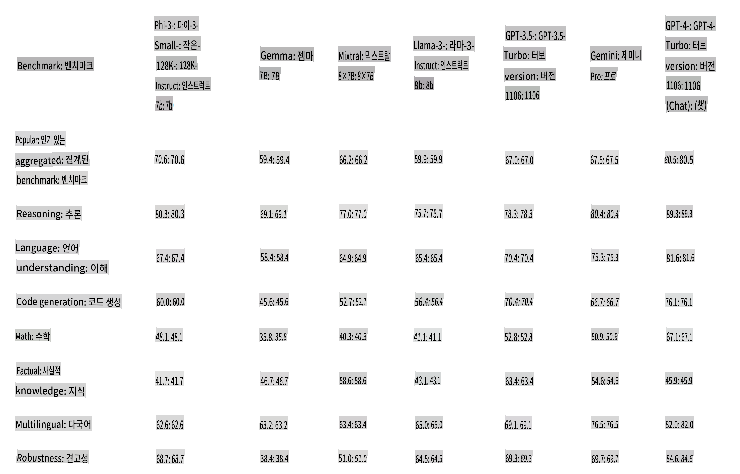 Benchmark: 벤치마크
Phi-3-: 파이-3-
Small-: 작은-
128K-: 128K-
Instruct: 인스트럭트
7b: 7b
Gemma: 젬마
7B: 7B
Mixtral: 믹스트랄
8×7B: 8×7B
Llama-3-: 라마-3-
Instruct: 인스트럭트
8b: 8b
GPT-3.5-: GPT-3.5-
Turbo: 터보
version: 버전
1106: 1106
Gemini: 제미니
Pro: 프로
GPT-4-: GPT-4-
Turbo: 터보
version: 버전
1106: 1106
(Chat): (챗)
Popular: 인기 있는
aggregated: 집계된
benchmark: 벤치마크
70.6: 70.6
59.4: 59.4
66.2: 66.2
59.9: 59.9
67.0: 67.0
67.5: 67.5
80.5: 80.5
Reasoning: 추론
80.3: 80.3
69.1: 69.1
77.0: 77.0
75.7: 75.7
78.3: 78.3
80.4: 80.4
89.3: 89.3
Language: 언어
understanding: 이해
67.4: 67.4
58.4: 58.4
64.9: 64.9
65.4: 65.4
70.4: 70.4
75.3: 75.3
81.6: 81.6
Code generation: 코드 생성
60.0: 60.0
45.6: 45.6
52.7: 52.7
56.4: 56.4
70.4: 70.4
66.7: 66.7
76.1: 76.1
Math: 수학
45.1: 45.1
35.8: 35.8
40.3: 40.3
41.1: 41.1
52.8: 52.8
50.9: 50.9
67.1: 67.1
Factual: 사실적
knowledge: 지식
41.7: 41.7
46.7: 46.7
58.6: 58.6
43.1: 43.1
63.4: 63.4
54.6: 54.6
45.9: 45.9
Multilingual: 다국어
62.6: 62.6
63.2: 63.2
63.4: 63.4
65.0: 65.0
69.1: 69.1
76.5: 76.5
82.0: 82.0
Robustness: 견고성
68.7: 68.7
38.4: 38.4
51.0: 51.0
64.5: 64.5
69.3: 69.3
69.7: 69.7
84.6: 84.6